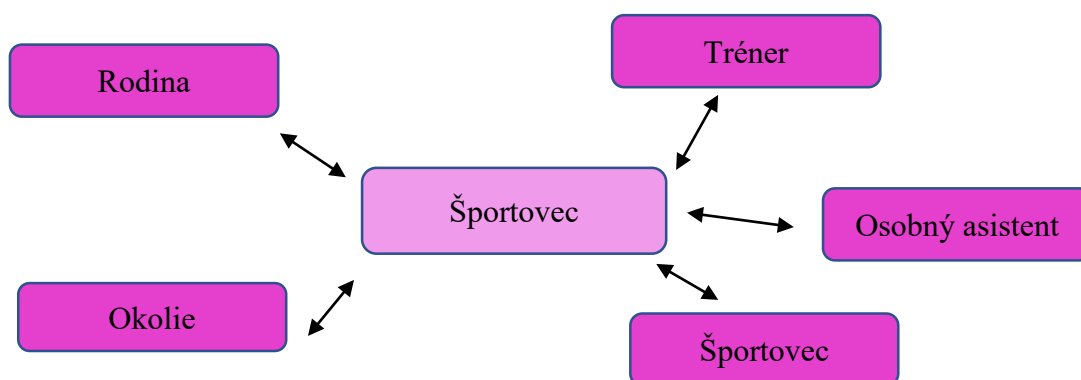 Tréner
Rodina
Športovec
Osobný asistent
Okolie
Športovec